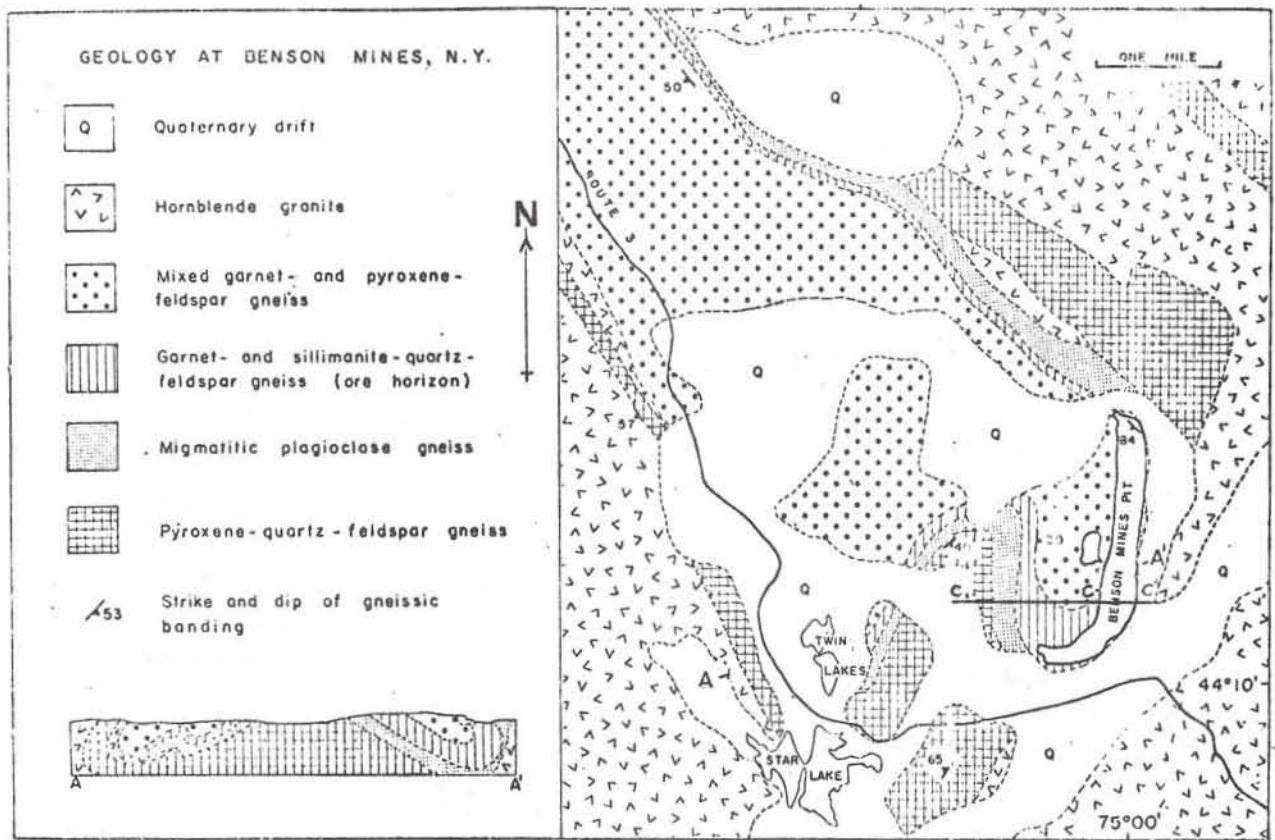 GEOLOGY AT BENSON MINES, N.Y.
Q
Quaternary drift
Hornblende granite
Mixed garnet- and pyroxene-
feldspar gneiss
Garnet- and sillimanite-quartz-
feldspar gneiss (ore horizon)
Migmatitic plagioclase gneiss
Pyroxene-quartz-feldspar gneiss
53
Strike and dip of gneissic
banding
A
A'
N
ONE MILE
50
Q
ROUTE 3
Q
57
Q
84
BENSON MINES PIT
30
A'
Q
C
C
C'
Q
TWIN
LAKES
A
44°10'
STAR
LAKE
65
Q
75°00'